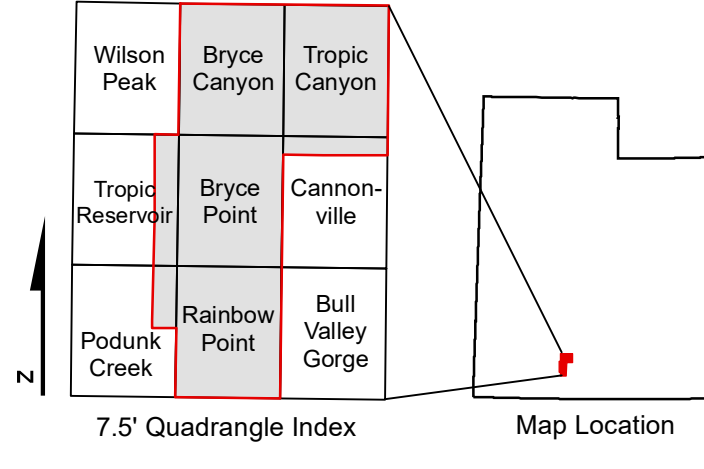 Wilson
Peak
Bryce
Canyon
Tropic
Canyon
Tropic
Reservoir
Bryce
Point
Cannon-
ville
Podunk
Creek
Rainbow
Point
Bull
Valley
Gorge
N
7.5' Quadrangle Index
Map Location